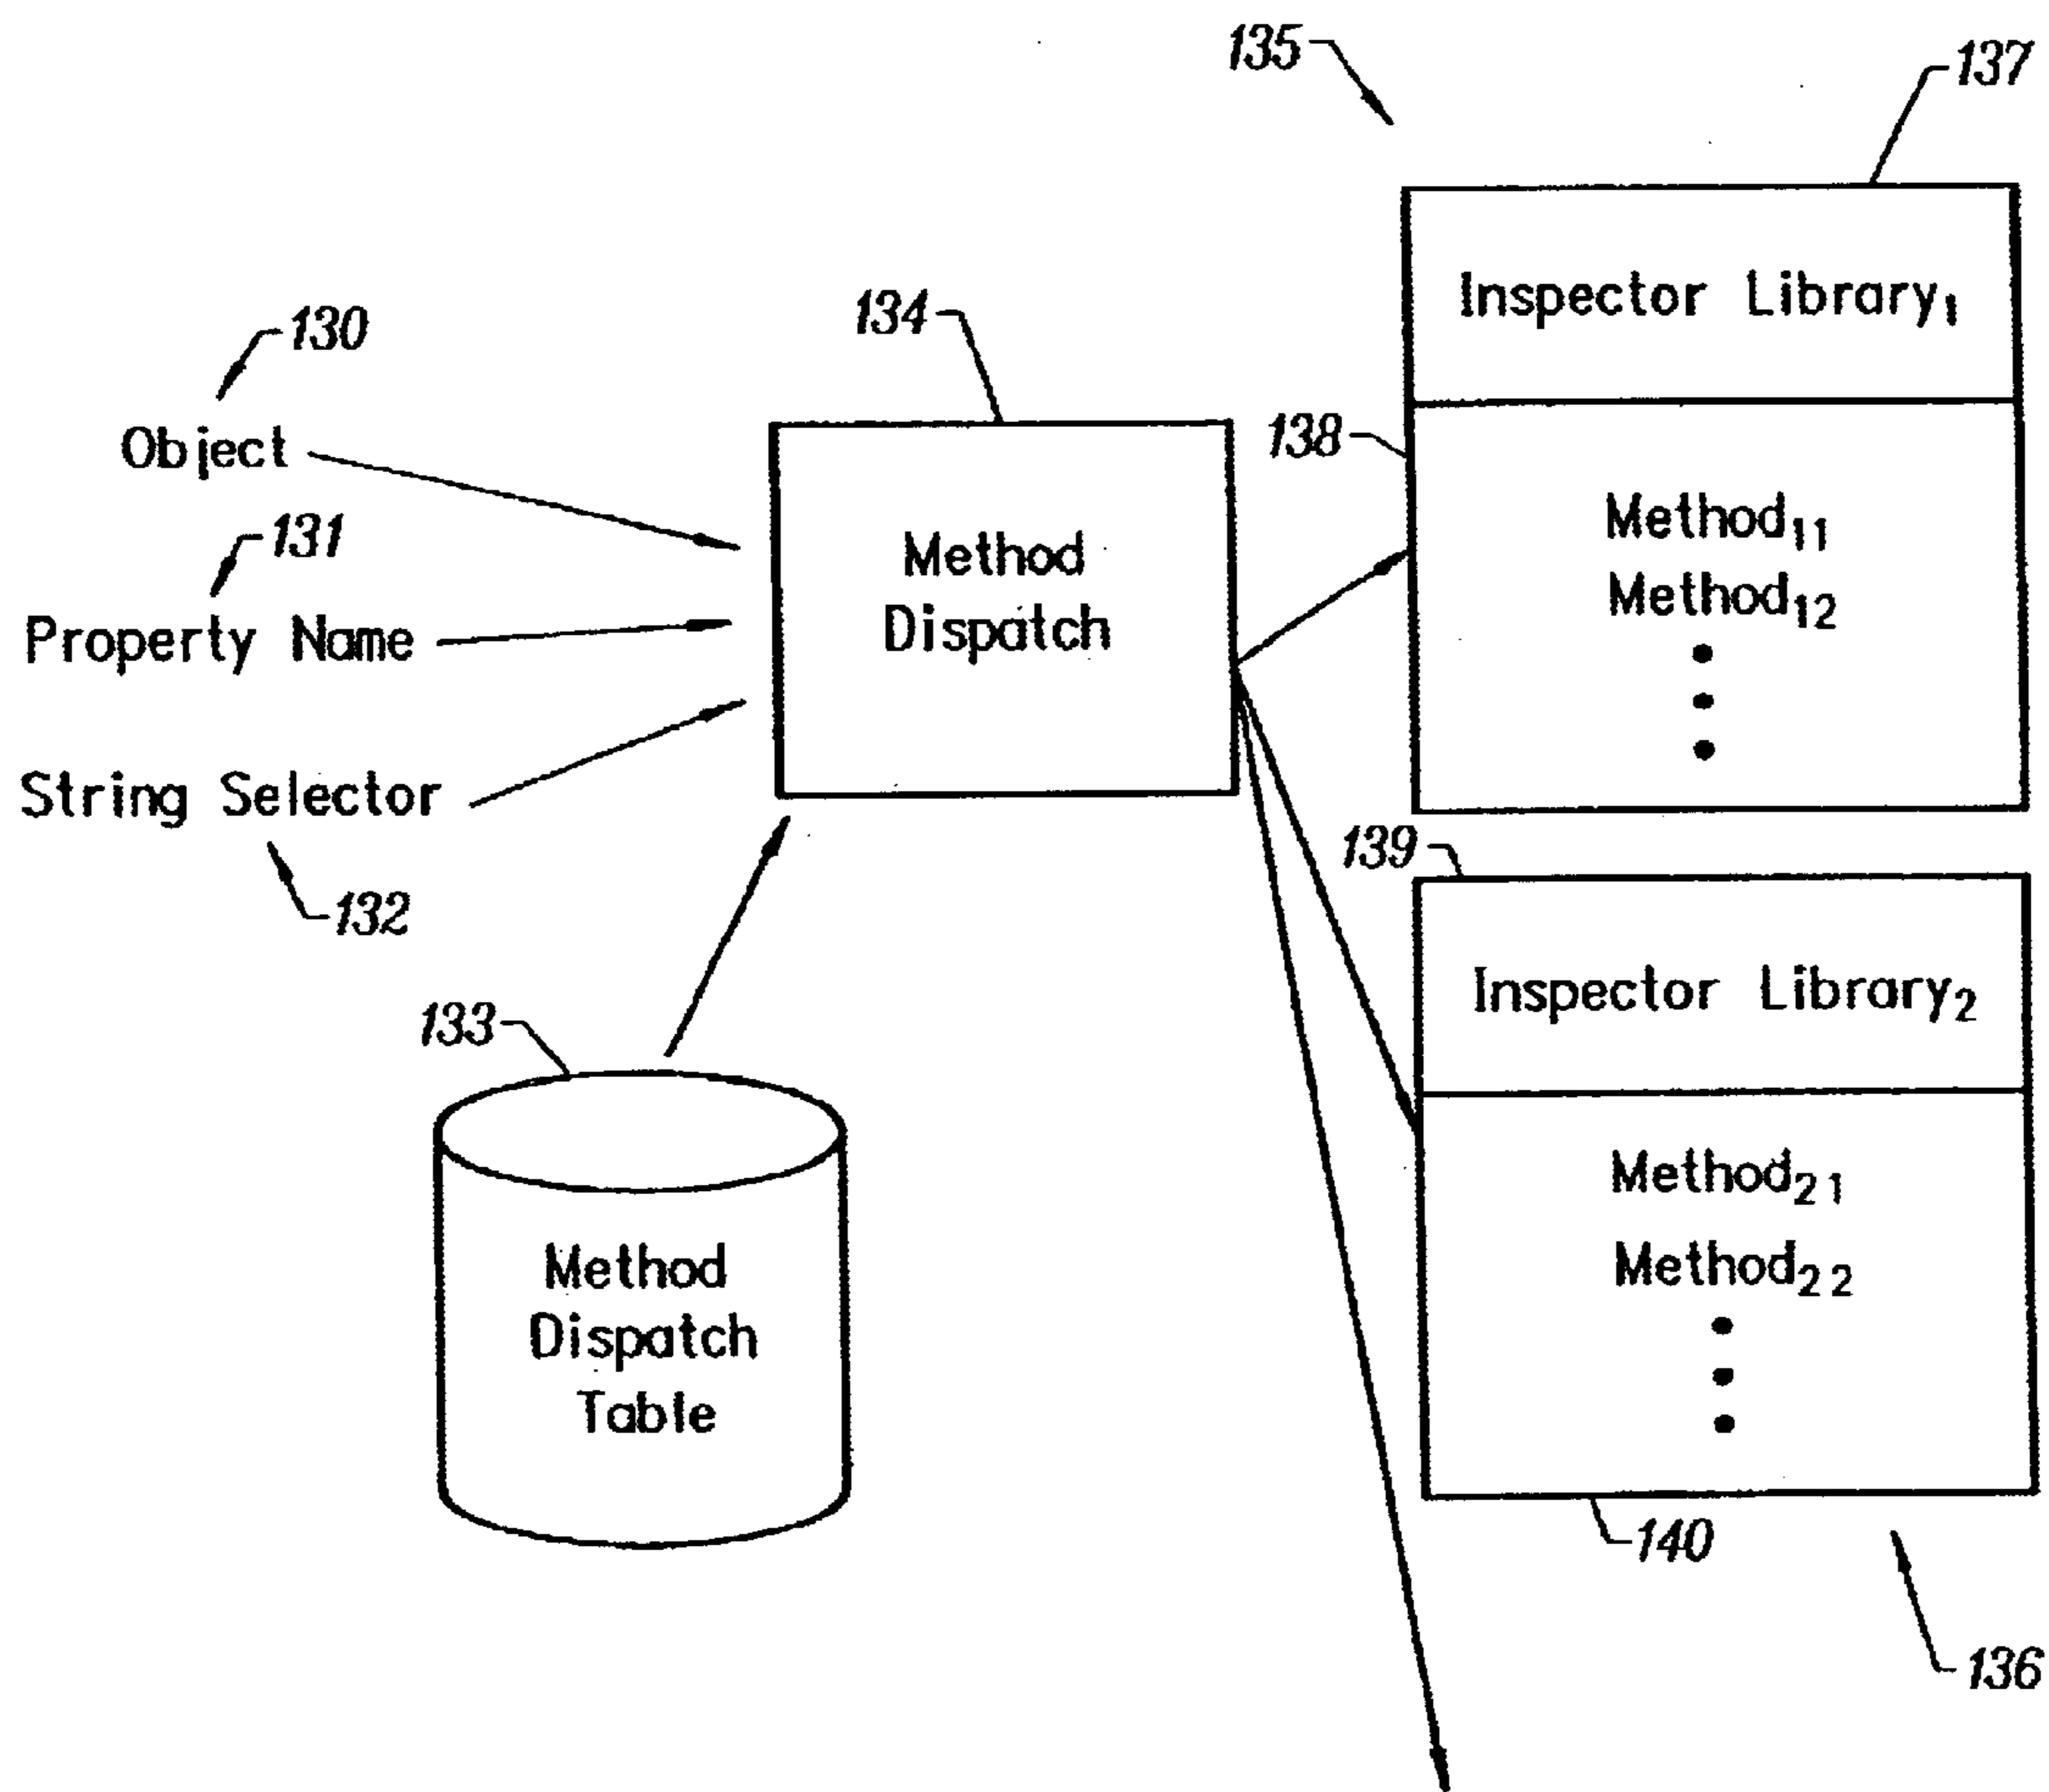 135
137
Inspector Library₁
134
130
Object
138
Method₁₁
Method₁₂
131
Method
Dispatch
Property Name
String Selector
132
139
Inspector Library₂
133
Method₂₁
Method₂₂
Method
Dispatch
Table
140
136